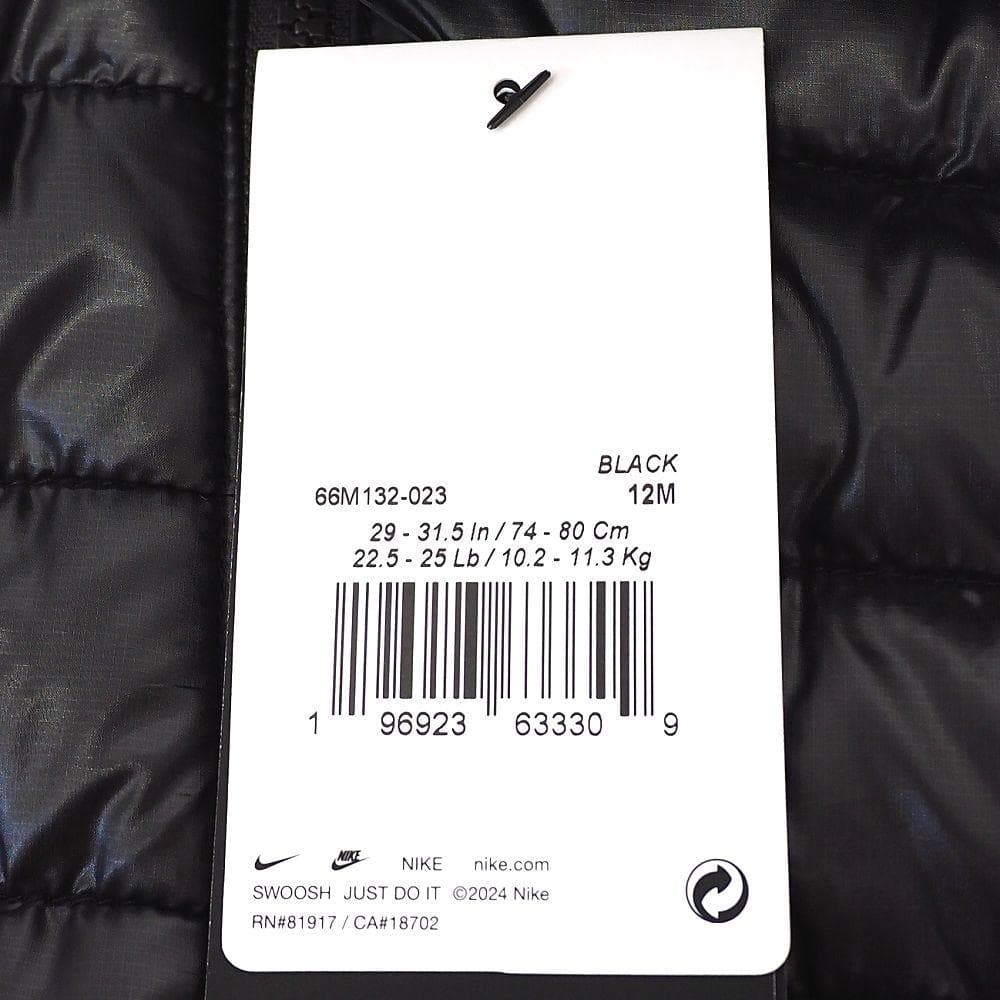 BLACK
66M132-023 12M
29 - 31.5 In / 74 - 80 Cm
22.5 - 25 Lb / 10.2 - 11.3 Kg
1 96923 63330 9
NIKE NIKE nike.com
SWOOSH JUST DO IT ©2024 Nike
RN#81917 / CA#18702